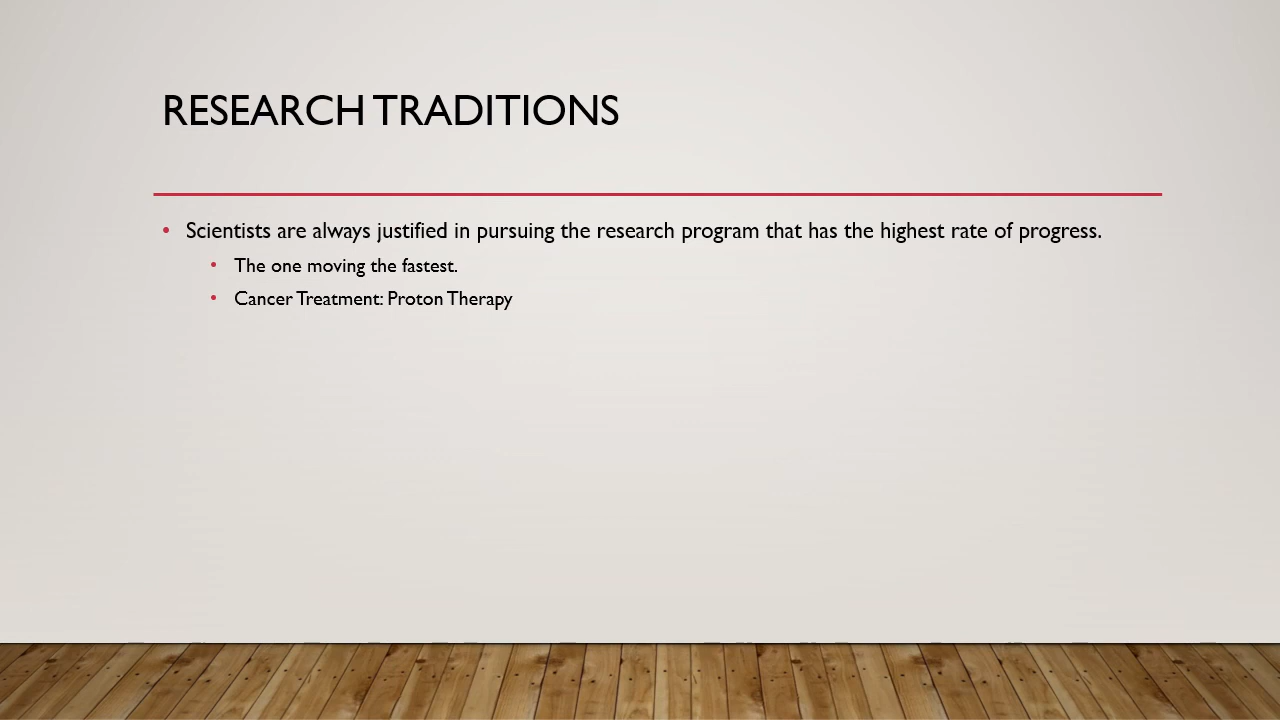 RESEARCH TRADITIONS
• Scientists are always justified in pursuing the research program that has the highest rate of progress.
• The one moving the fastest.
• Cancer Treatment: Proton Therapy